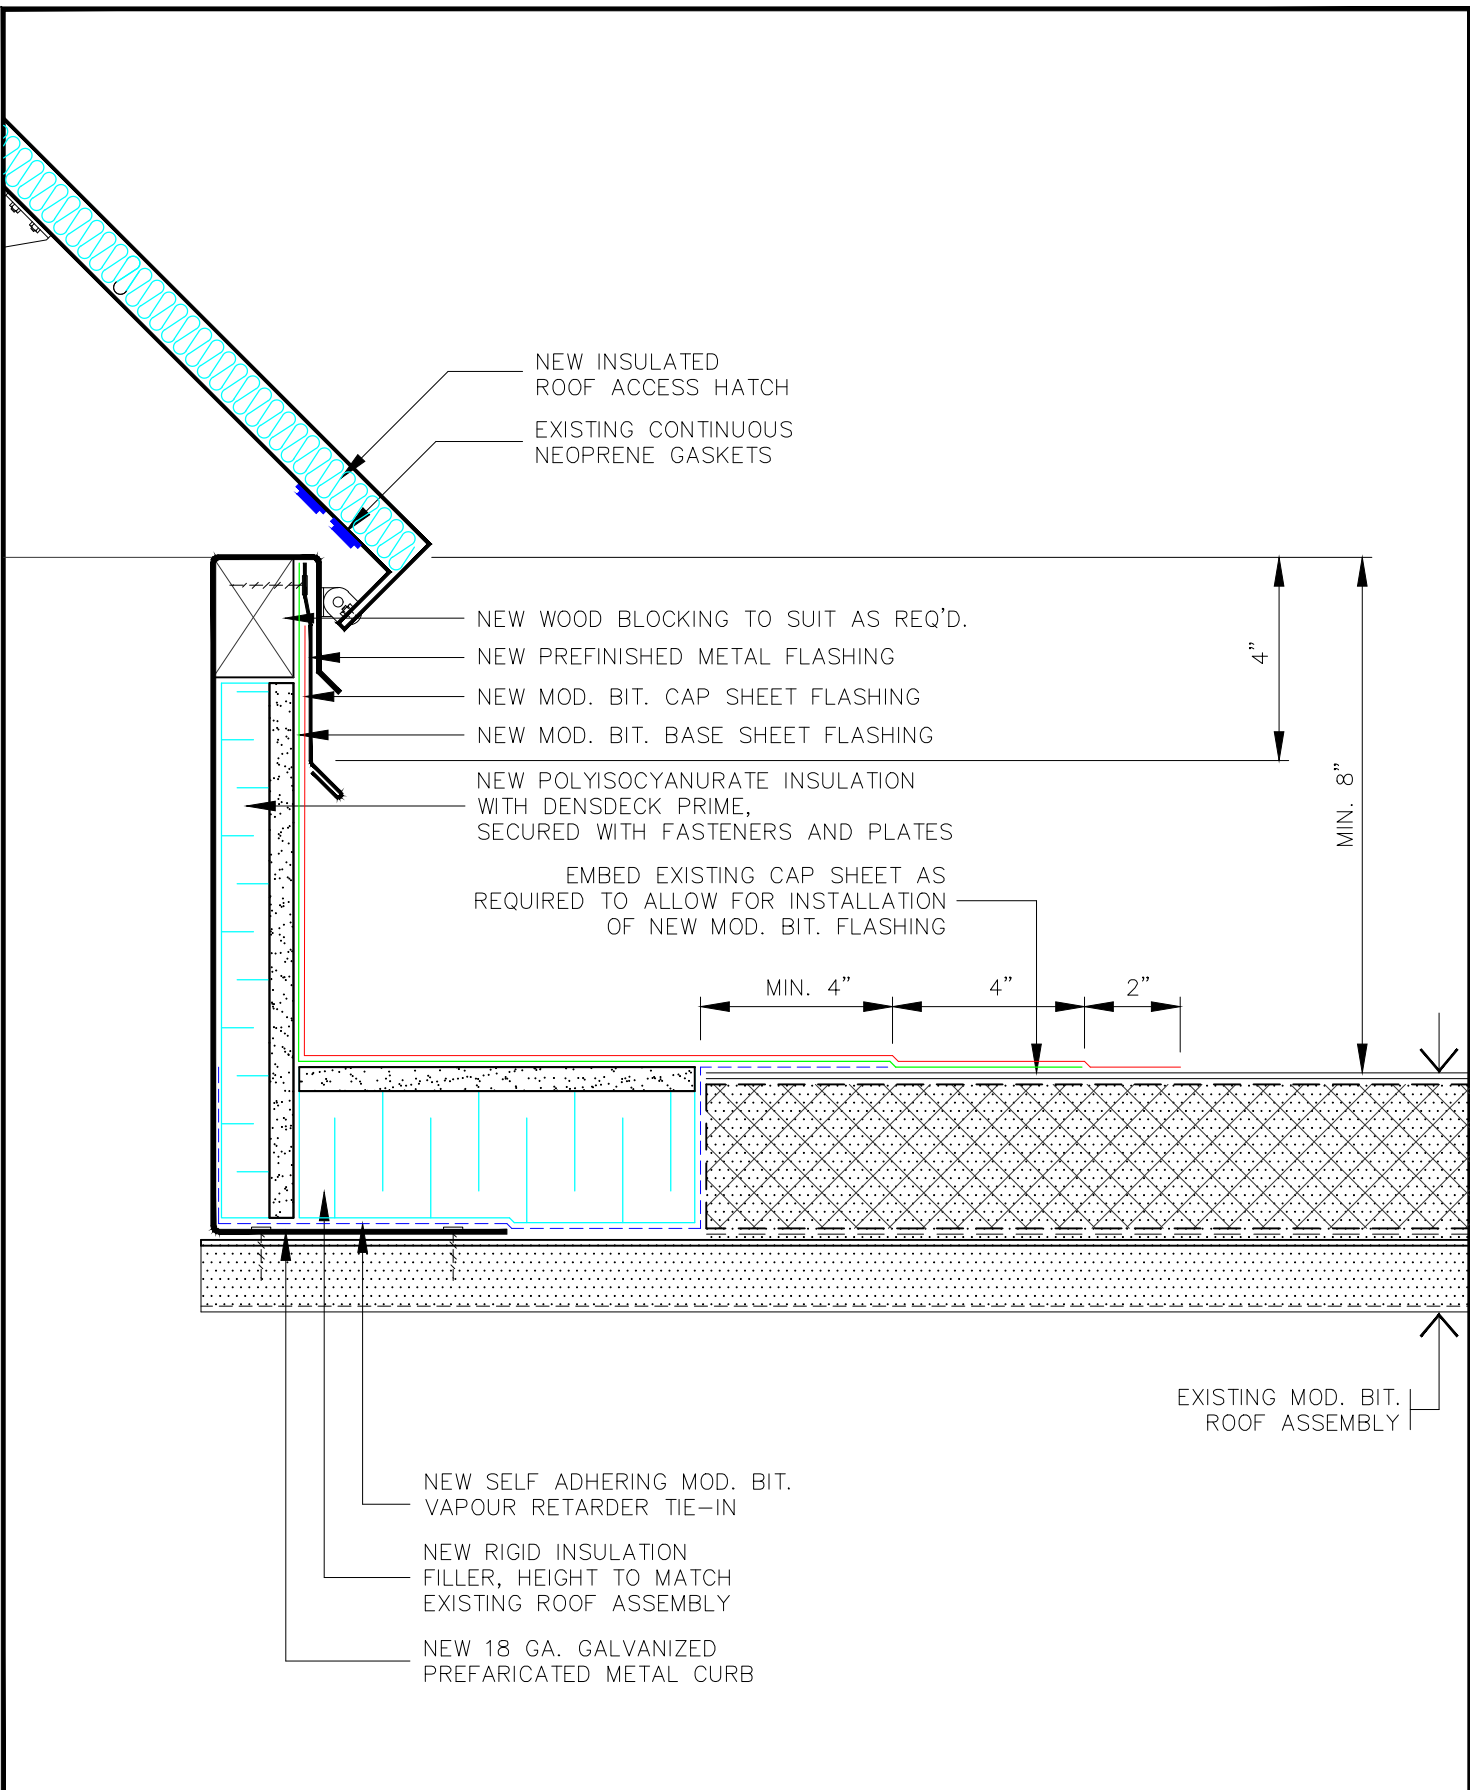 NEW INSULATED
ROOF ACCESS HATCH
EXISTING CONTINUOUS
NEOPRENE GASKETS
NEW WOOD BLOCKING TO SUIT AS REQ'D.
NEW PREFINISHED METAL FLASHING
NEW MOD. BIT. CAP SHEET FLASHING
NEW MOD. BIT. BASE SHEET FLASHING
NEW POLYISOCYANURATE INSULATION
WITH DENSDECK PRIME,
SECURED WITH FASTENERS AND PLATES
4"
MIN. 8"
EMBED EXISTING CAP SHEET AS
REQUIRED TO ALLOW FOR INSTALLATION
OF NEW MOD. BIT. FLASHING
MIN. 4"
4"
2"
EXISTING MOD. BIT.
ROOF ASSEMBLY
NEW SELF ADHERING MOD. BIT.
VAPOUR RETARDER TIE-IN
NEW RIGID INSULATION
FILLER, HEIGHT TO MATCH
EXISTING ROOF ASSEMBLY
NEW 18 GA. GALVANIZED
PREFARICATED METAL CURB